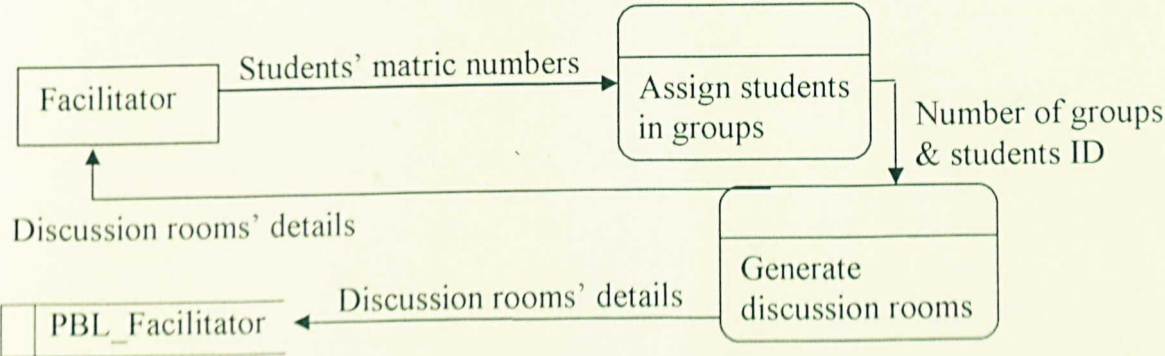 Facilitator
Students’ matric numbers
Assign students
in groups
Number of groups
& students ID
Discussion rooms’ details
Generate
discussion rooms
Discussion rooms’ details
PBL_Facilitator